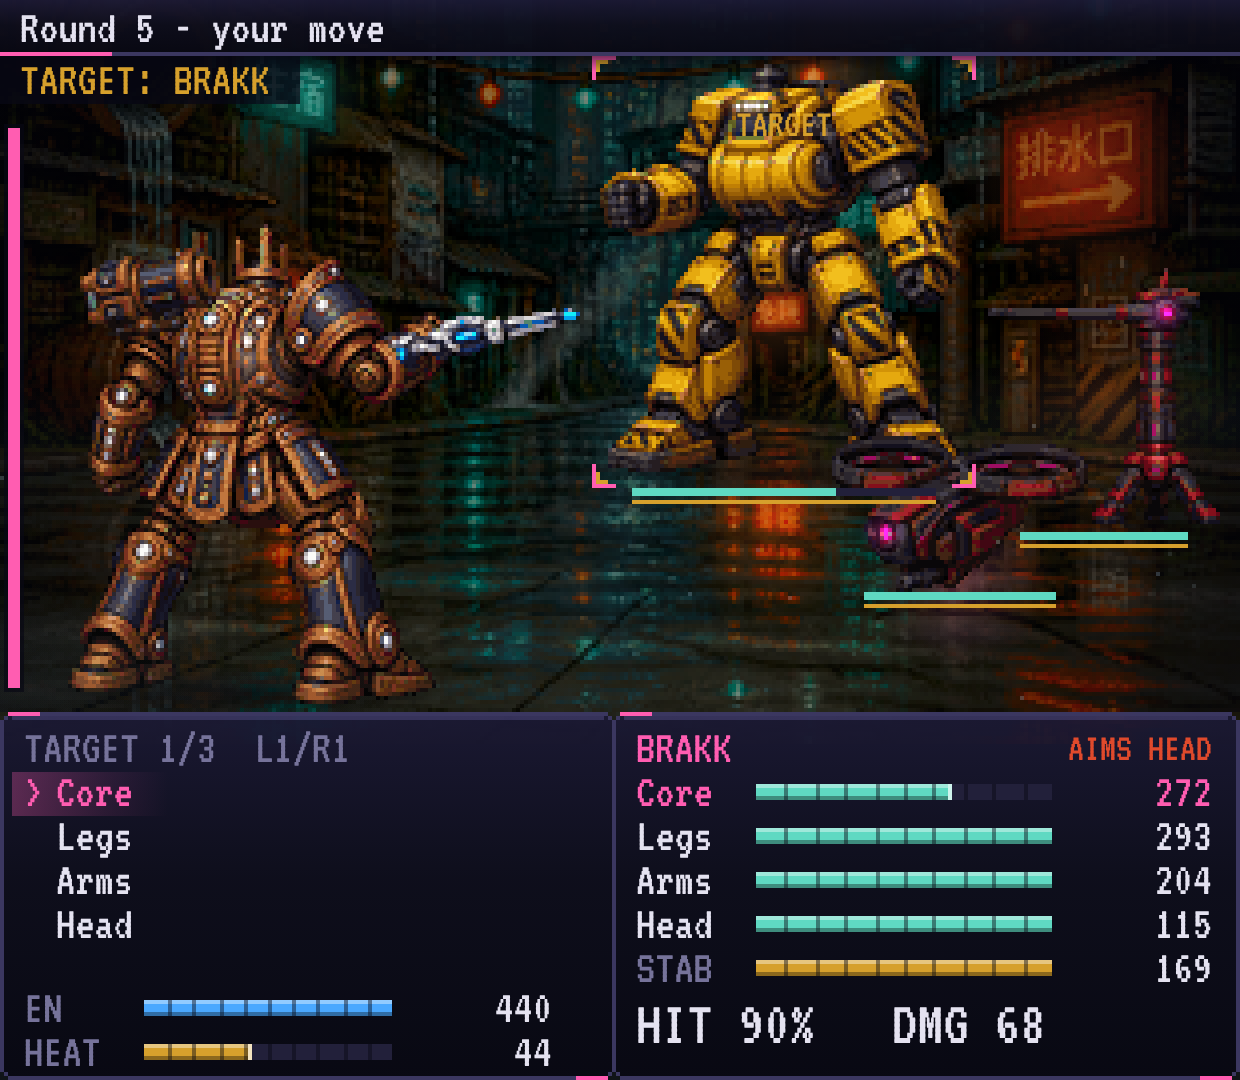 Round 5 - your move
TARGET: BRAKK
TARGET
排水口
TARGET 1/3 L1/R1
> Core
Legs
Arms
Head
EN 440
HEAT 44
BRAKK AIMS HEAD
Core 272
Legs 293
Arms 204
Head 115
STAB 169
HIT 90% DMG 68